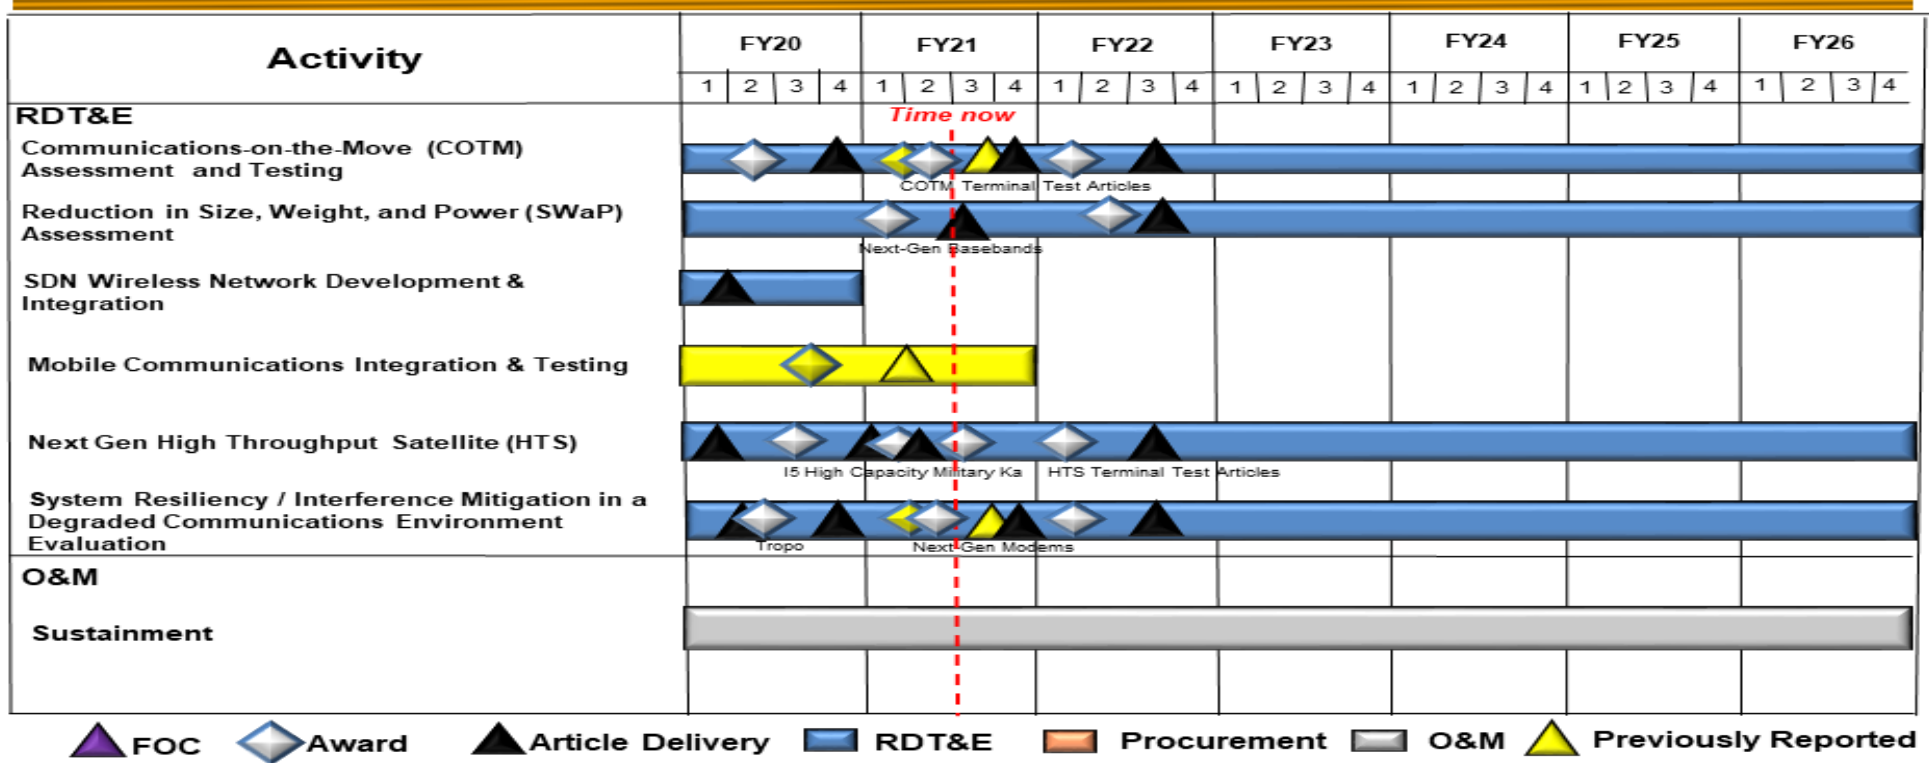 Activity
FY20 FY21 FY22 FY23 FY24 FY25 FY26
1 2 3 4 1 2 3 4 1 2 3 4 1 2 3 4 1 2 3 4 1 2 3 4 1 2 3 4
RDT&E
Time now
Communications-on-the-Move (COTM)
Assessment and Testing
COTM Terminal Test Articles
Reduction in Size, Weight, and Power (SWaP)
Assessment
Next-Gen Basebands
SDN Wireless Network Development &
Integration
Mobile Communications Integration & Testing
Next Gen High Throughput Satellite (HTS)
I5 High Capacity Military Ka HTS Terminal Test Articles
System Resiliency / Interference Mitigation in a
Degraded Communications Environment
Evaluation
Tropo Next-Gen Modems
O&M
Sustainment
FOC Award Article Delivery RDT&E Procurement O&M Previously Reported